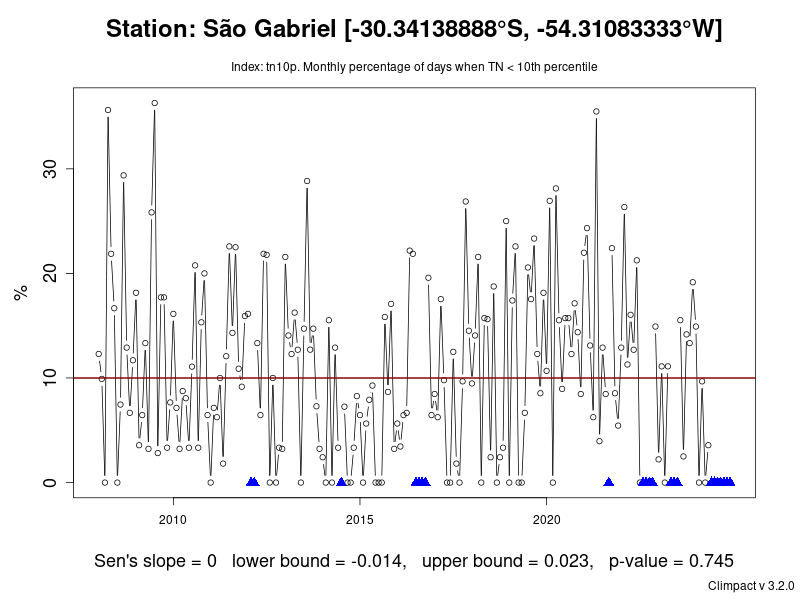 Station: São Gabriel [-30.34138888°S, -54.31083333°W]
Index: tn10p. Monthly percentage of days when TN < 10th percentile
%
30
20
10
0
2010 2015 2020
Sen's slope = 0 lower bound = -0.014, upper bound = 0.023, p-value = 0.745
Climpact v 3.2.0